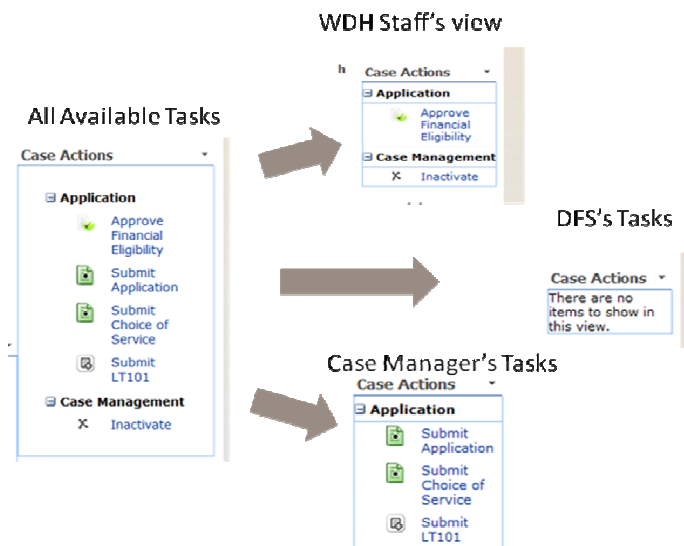 WDH Staff's view
h
Case Actions
Application
Approve
Financial
Eligibility
Case Management
Inactivate
All Available Tasks
Case Actions
Application
Approve
Financial
Eligibility
Submit
Application
Submit
Choice of
Service
Submit
LT101
Case Management
Inactivate
DFS's Tasks
Case Actions
There are no
items to show in
this view.
Case Manager's Tasks
Case Actions
Application
Submit
Application
Submit
Choice of
Service
Submit
LT101